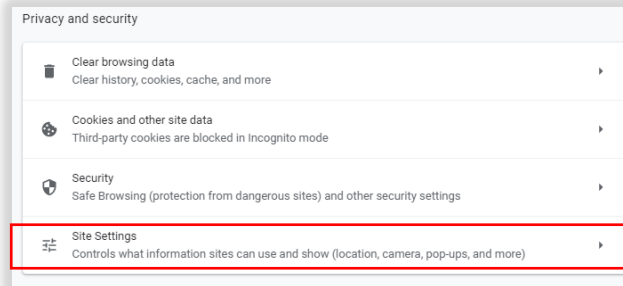 Privacy and security
Clear browsing data
Clear history, cookies, cache, and more
Cookies and other site data
Third-party cookies are blocked in Incognito mode
Security
Safe Browsing (protection from dangerous sites) and other security settings
Site Settings
Controls what information sites can use and show (location, camera, pop-ups, and more)